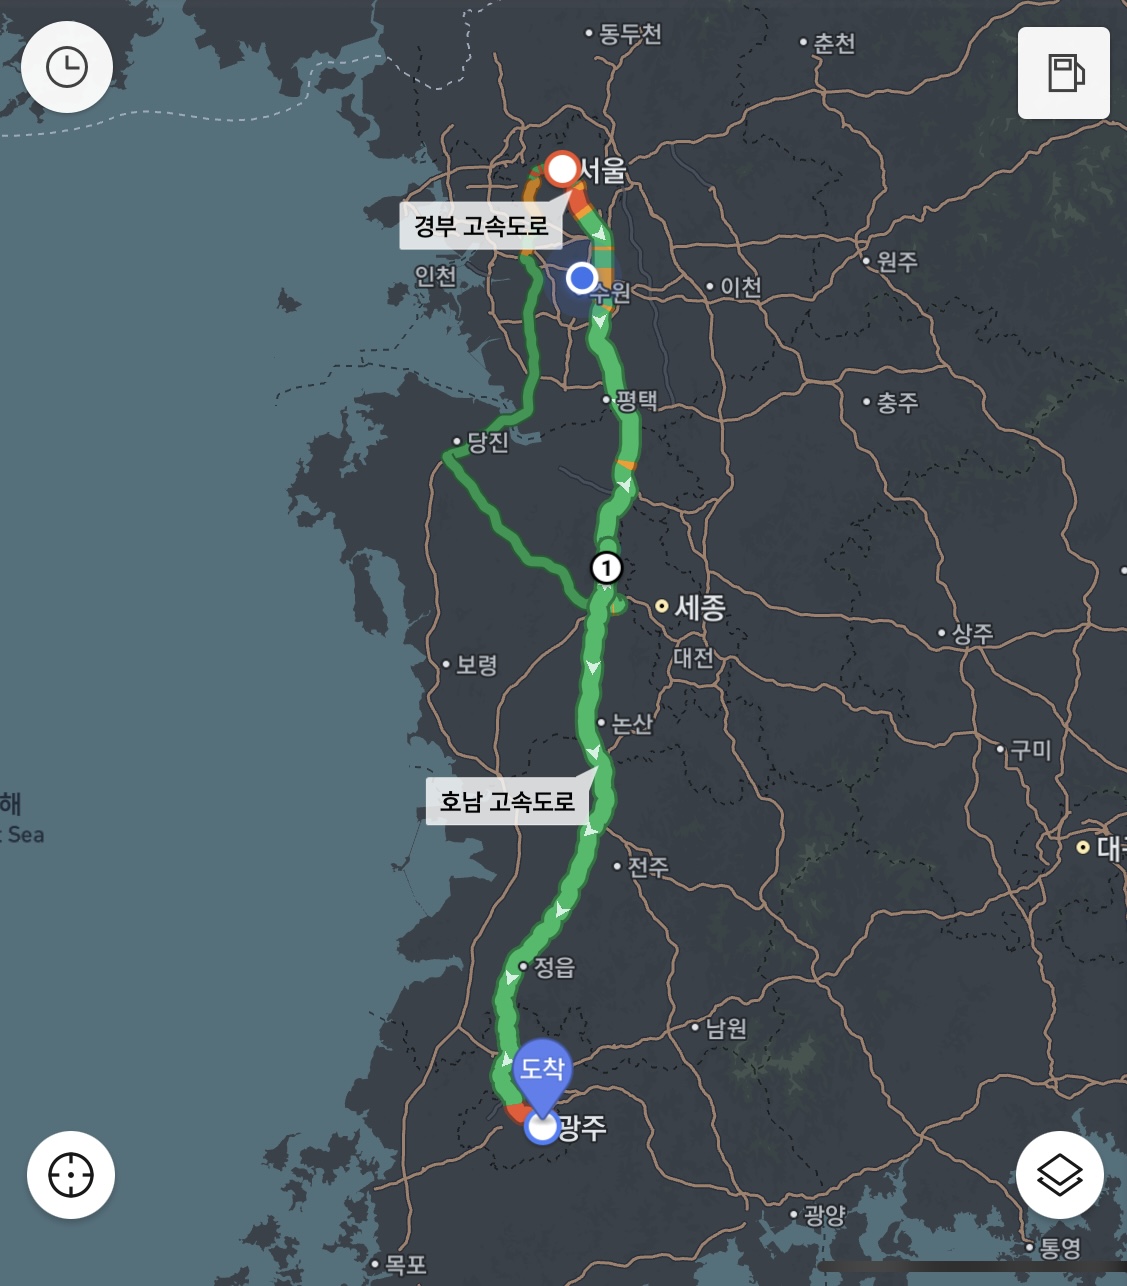 동두천
춘천
서울
경부 고속도로
원주
인천
이천
수원
평택
충주
당진
1
세종
상주
대전
보령
논산
구미
호남 고속도로
해
Sea
전주
정읍
남원
도착
광주
광양
통영
목포